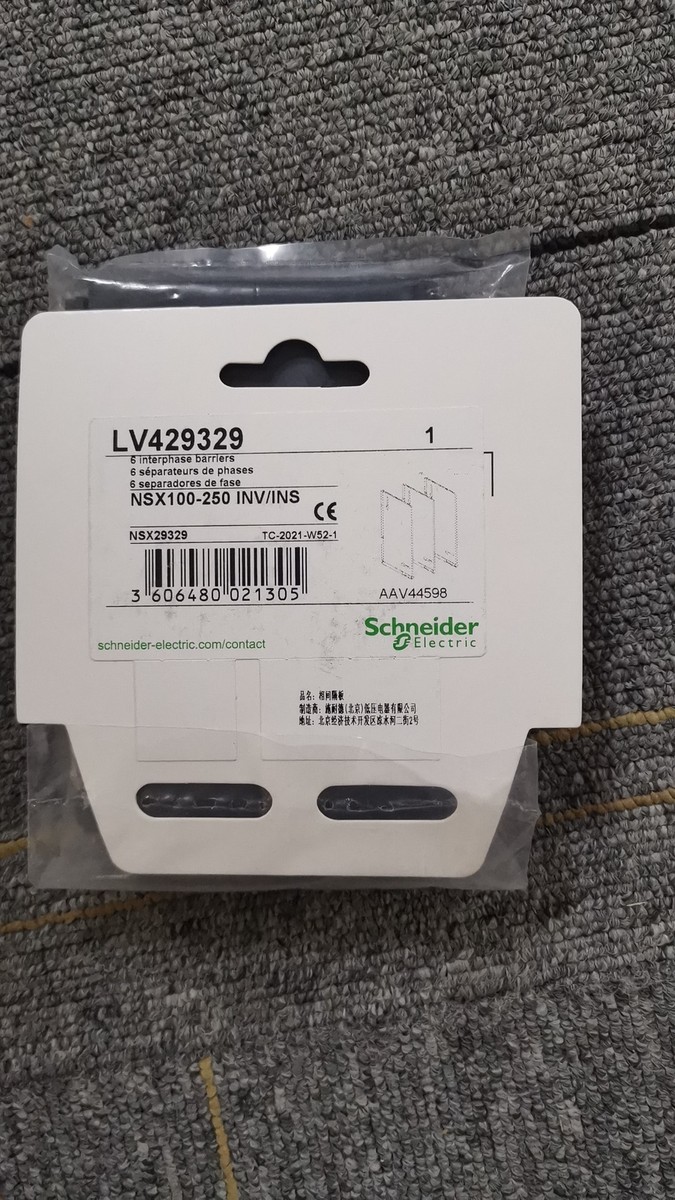 LV429329 1
6 interphase barriers
6 séparateurs de phases
6 separadores de fase
NSX100-250 INV/INS
CE
NSX29329 TC-2021-W52-1
3 606480 021305
AAV44598
Schneider
Electric
schneider-electric.com/contact
品名: 相间隔板
制造商: 施耐德(北京)低压电器有限公司
地址: 北京经济技术开发区凉水河二街2号